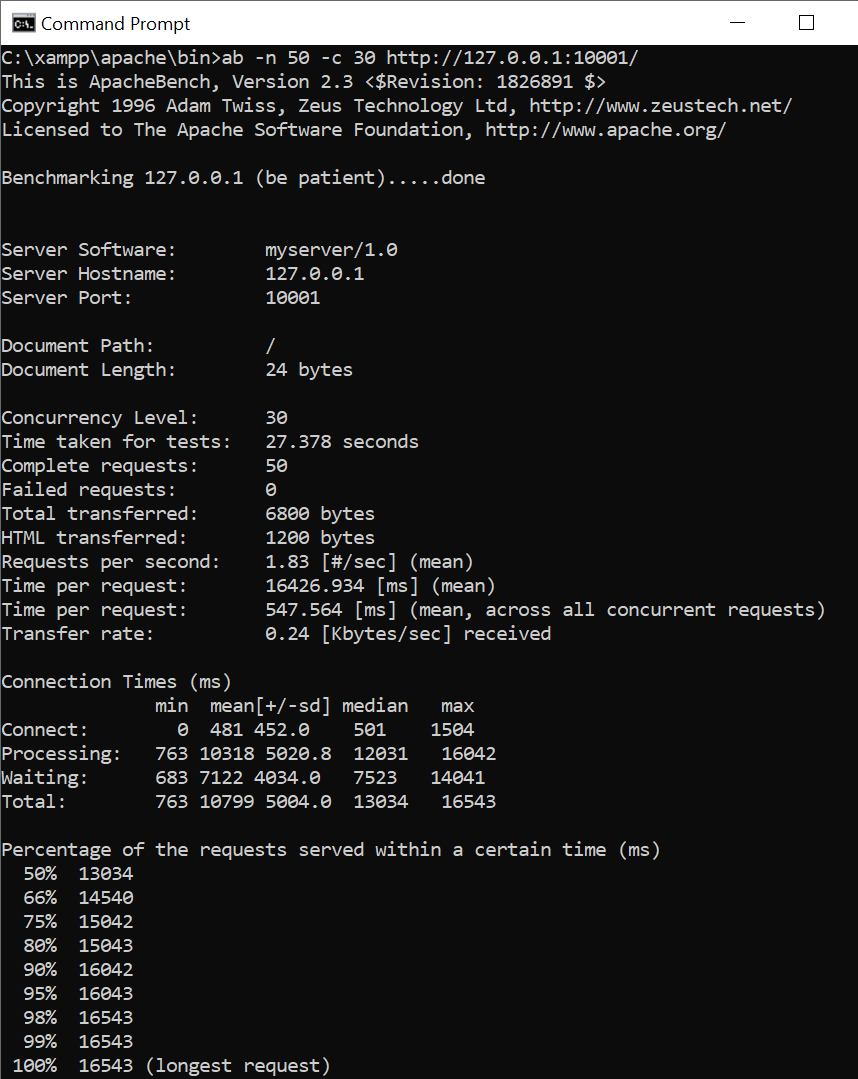 Command Prompt
C:\xampp\apache\bin>ab -n 50 -c 30 http://127.0.0.1:10001/
This is ApacheBench, Version 2.3 <$Revision: 1826891 $>
Copyright 1996 Adam Twiss, Zeus Technology Ltd, http://www.zeustech.net/
Licensed to The Apache Software Foundation, http://www.apache.org/

Benchmarking 127.0.0.1 (be patient).....done


Server Software:        myserver/1.0
Server Hostname:        127.0.0.1
Server Port:            10001

Document Path:          /
Document Length:        24 bytes

Concurrency Level:      30
Time taken for tests:   27.378 seconds
Complete requests:      50
Failed requests:        0
Total transferred:      6800 bytes
HTML transferred:       1200 bytes
Requests per second:    1.83 [#/sec] (mean)
Time per request:       16426.934 [ms] (mean)
Time per request:       547.564 [ms] (mean, across all concurrent requests)
Transfer rate:          0.24 [Kbytes/sec] received

Connection Times (ms)
              min  mean[+/-sd] median   max
Connect:        0  481 452.0    501    1504
Processing:   763 10318 5020.8  12031   16042
Waiting:      683 7122 4034.0   7523   14041
Total:        763 10799 5004.0  13034   16543

Percentage of the requests served within a certain time (ms)
  50%  13034
  66%  14540
  75%  15042
  80%  15043
  90%  16042
  95%  16043
  98%  16543
  99%  16543
 100%  16543 (longest request)